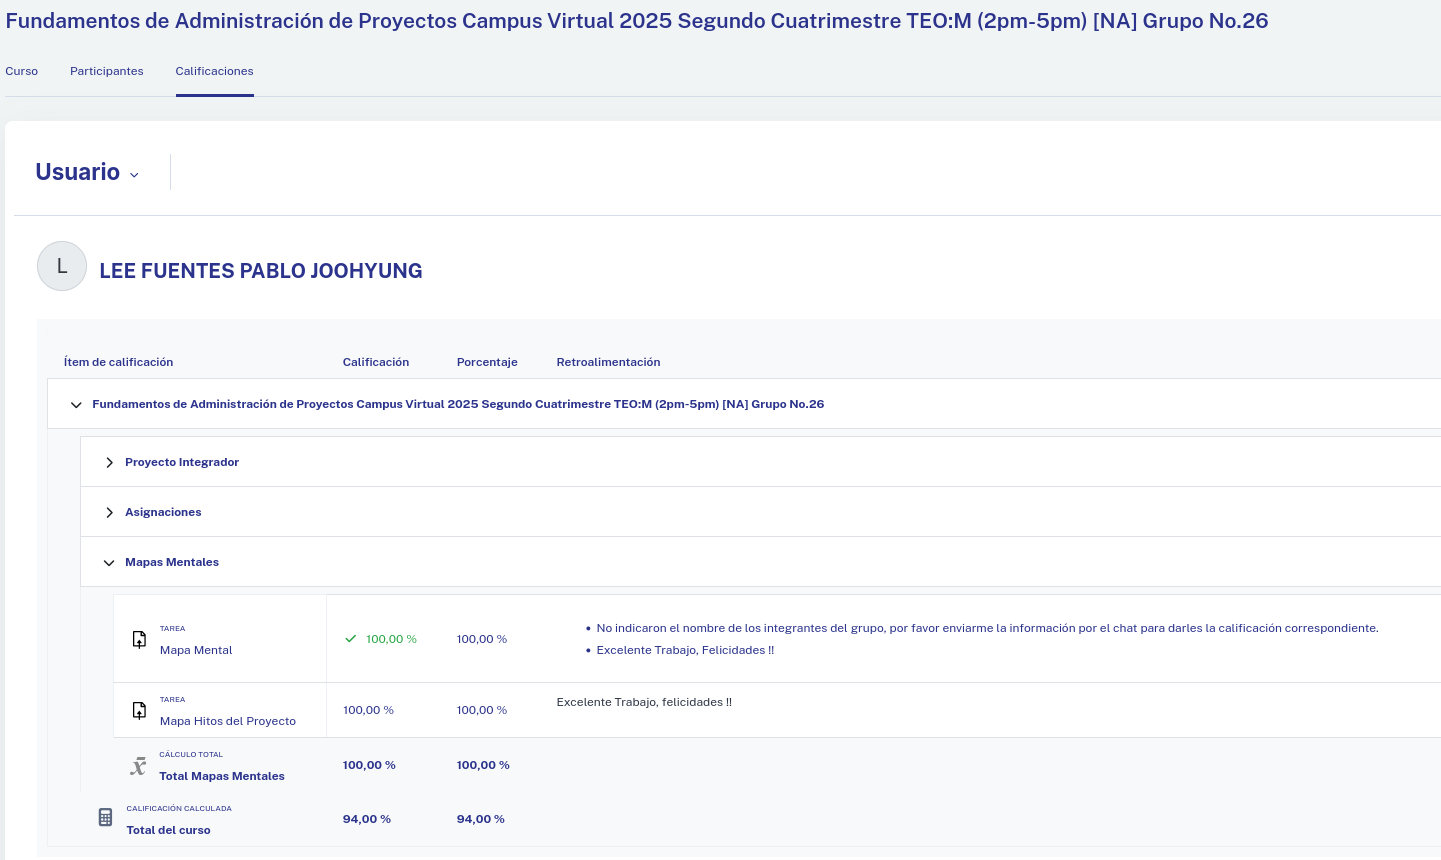 Fundamentos de Administración de Proyectos Campus Virtual 2025 Segundo Cuatrimestre TEO:M (2pm-5pm) [NA] Grupo No.26
Curso Participantes Calificaciones
Usuario
L
LEE FUENTES PABLO JOOHYUNG
Ítem de calificación Calificación Porcentaje Retroalimentación
Fundamentos de Administración de Proyectos Campus Virtual 2025 Segundo Cuatrimestre TEO:M (2pm-5pm) [NA] Grupo No.26
Proyecto Integrador
Asignaciones
Mapas Mentales
TAREA
Mapa Mental
100,00 % 100,00 %
• No indicaron el nombre de los integrantes del grupo, por favor enviarme la información por el chat para darles la calificación correspondiente.
• Excelente Trabajo, Felicidades !!
TAREA
Mapa Hitos del Proyecto
100,00 % 100,00 %
Excelente Trabajo, felicidades !!
x̄
CÁLCULO TOTAL
Total Mapas Mentales
100,00 % 100,00 %
CALIFICACIÓN CALCULADA
Total del curso
94,00 % 94,00 %